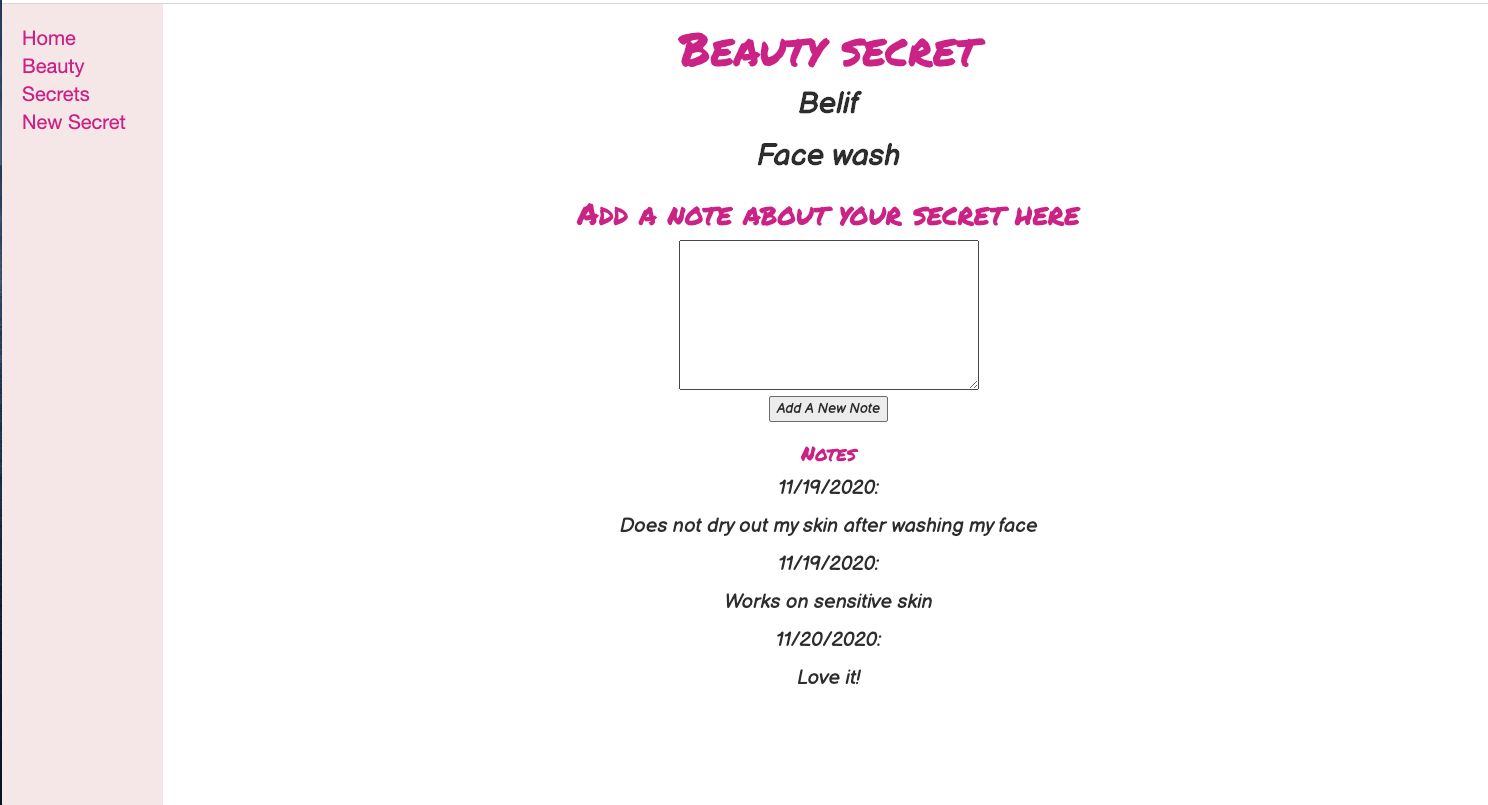 Home
Beauty
Secrets
New Secret
Beauty secret
Belif
Face wash
Add a note about your secret here
Add A New Note
Notes
11/19/2020:
Does not dry out my skin after washing my face
11/19/2020:
Works on sensitive skin
11/20/2020:
Love it!